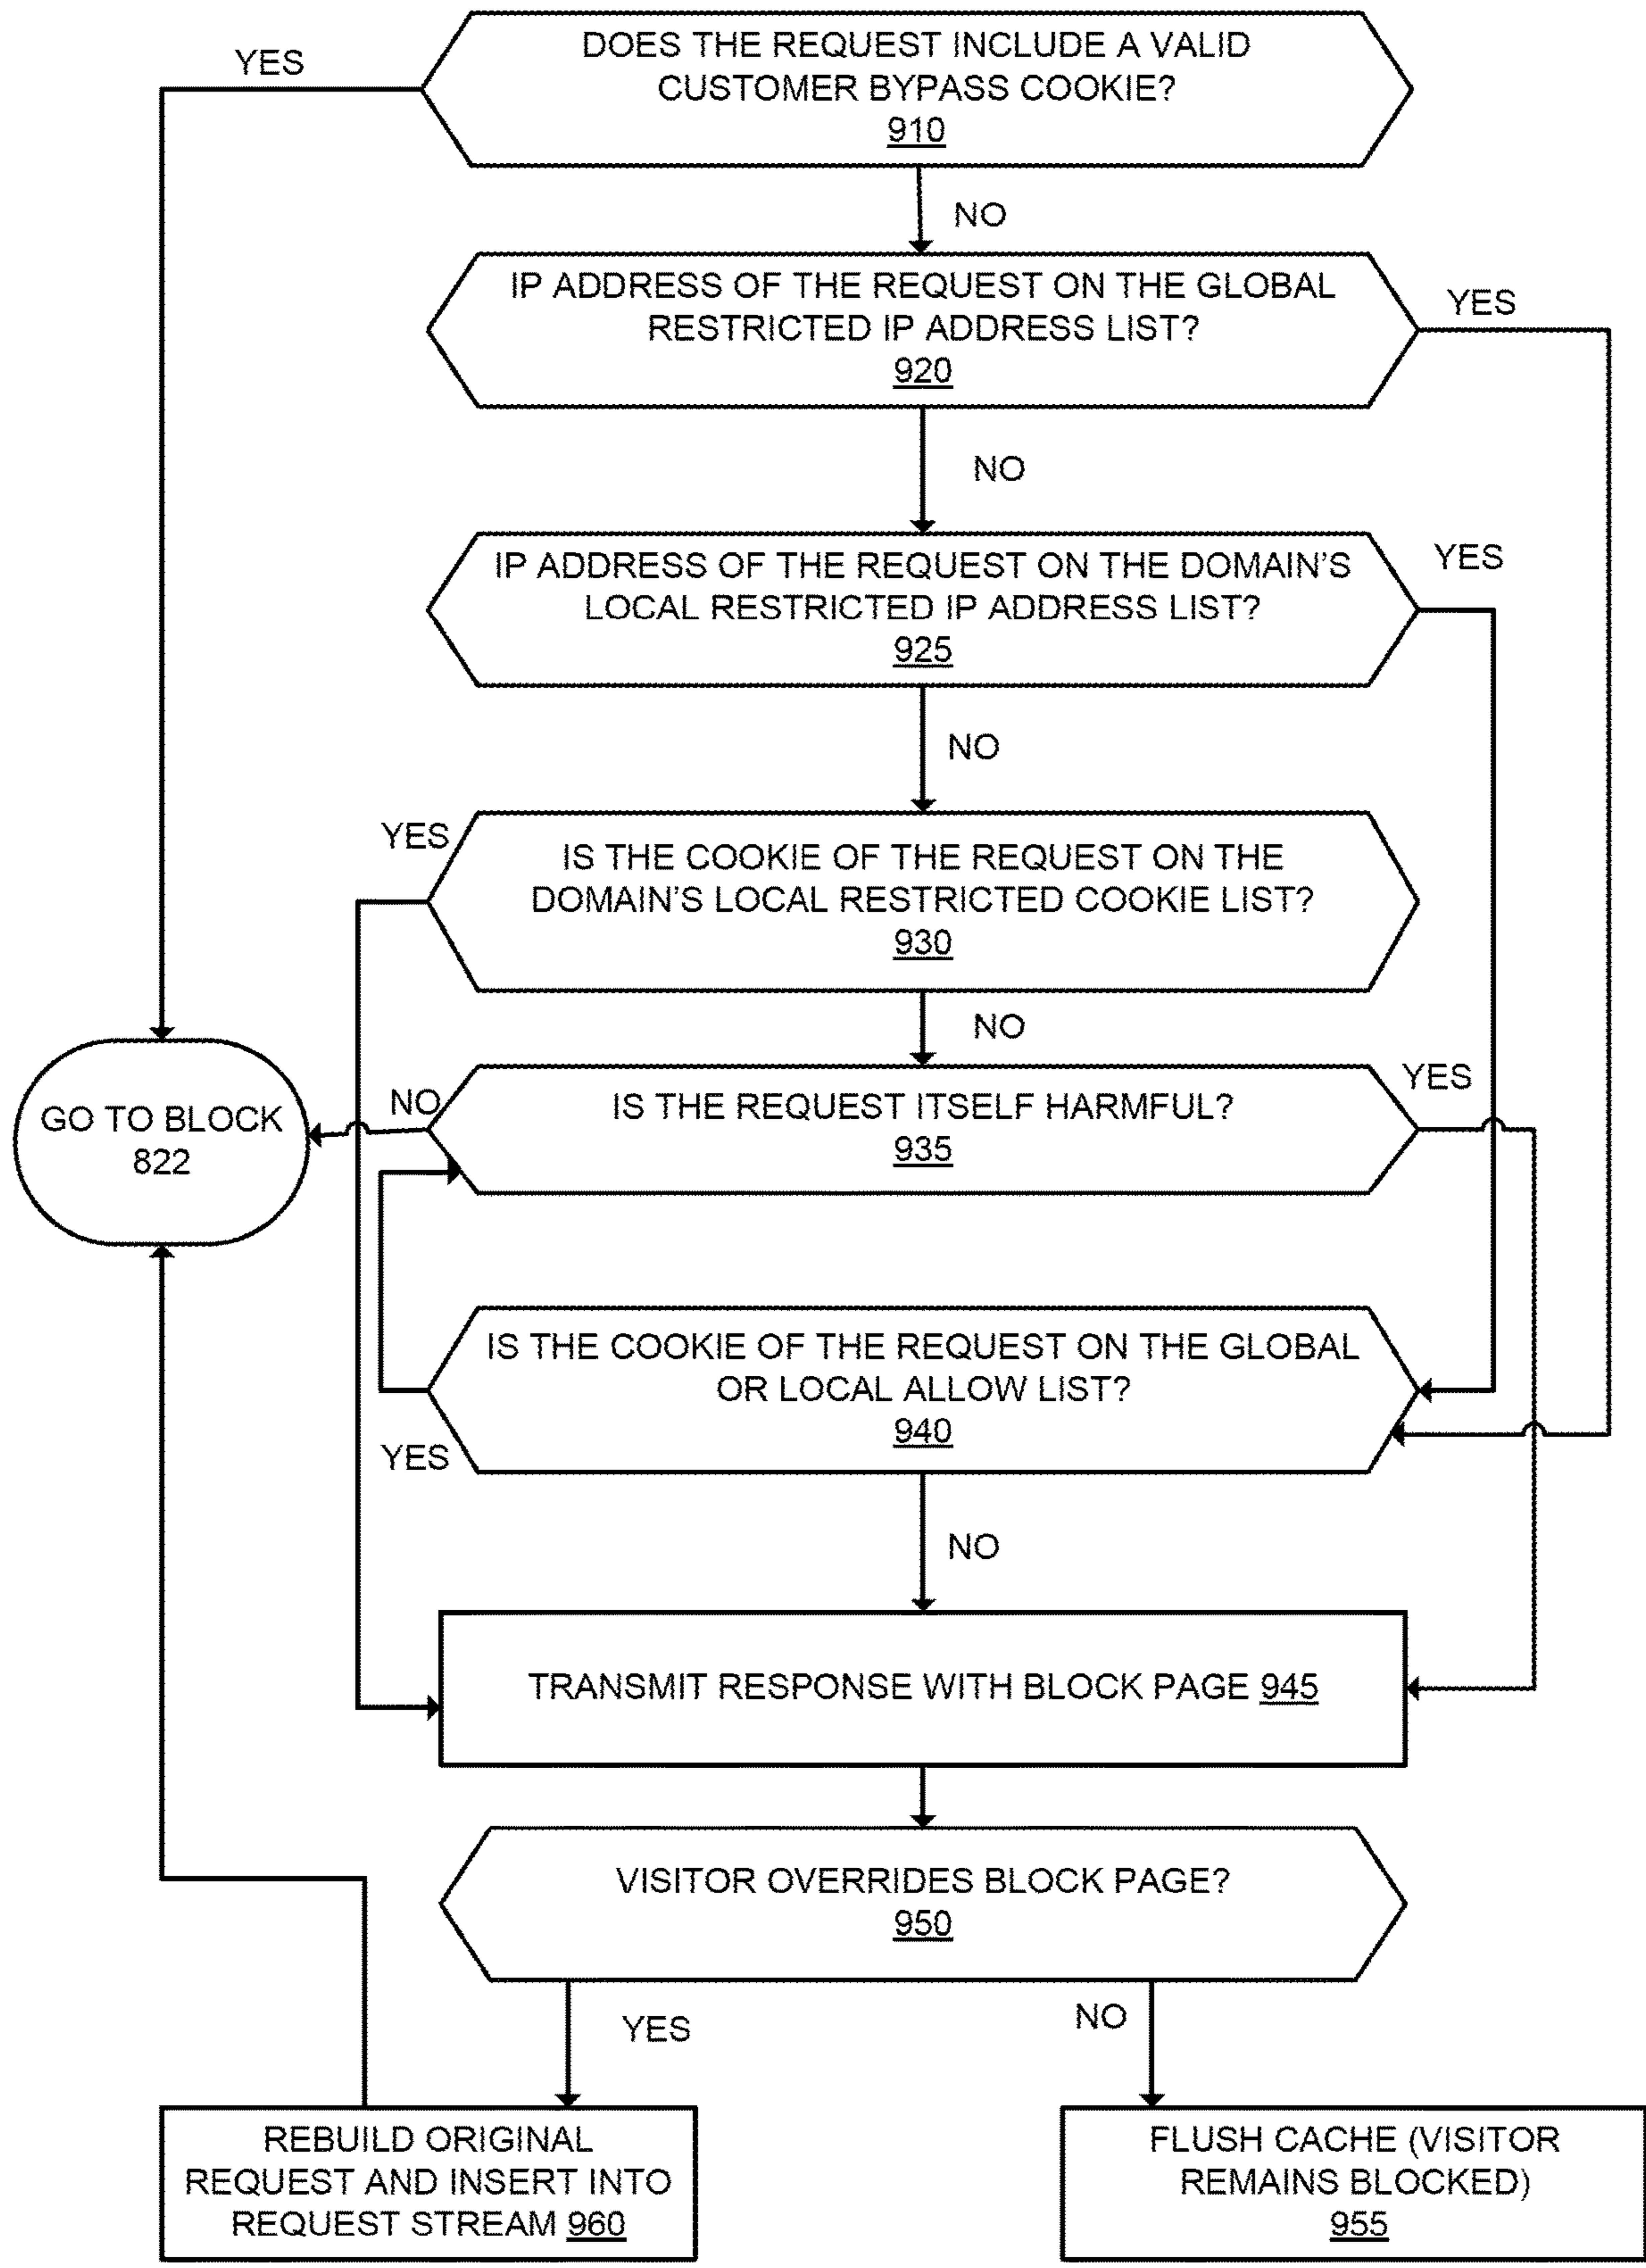 YES
DOES THE REQUEST INCLUDE A VALID
CUSTOMER BYPASS COOKIE?
910
NO
IP ADDRESS OF THE REQUEST ON THE GLOBAL
RESTRICTED IP ADDRESS LIST?
920
YES
NO
IP ADDRESS OF THE REQUEST ON THE DOMAIN'S
LOCAL RESTRICTED IP ADDRESS LIST?
925
YES
NO
YES
IS THE COOKIE OF THE REQUEST ON THE
DOMAIN'S LOCAL RESTRICTED COOKIE LIST?
930
NO
GO TO BLOCK
822
NO
IS THE REQUEST ITSELF HARMFUL?
935
YES
IS THE COOKIE OF THE REQUEST ON THE GLOBAL
OR LOCAL ALLOW LIST?
940
YES
NO
TRANSMIT RESPONSE WITH BLOCK PAGE 945
VISITOR OVERRIDES BLOCK PAGE?
950
YES
NO
REBUILD ORIGINAL
REQUEST AND INSERT INTO
REQUEST STREAM 960
FLUSH CACHE (VISITOR
REMAINS BLOCKED)
955